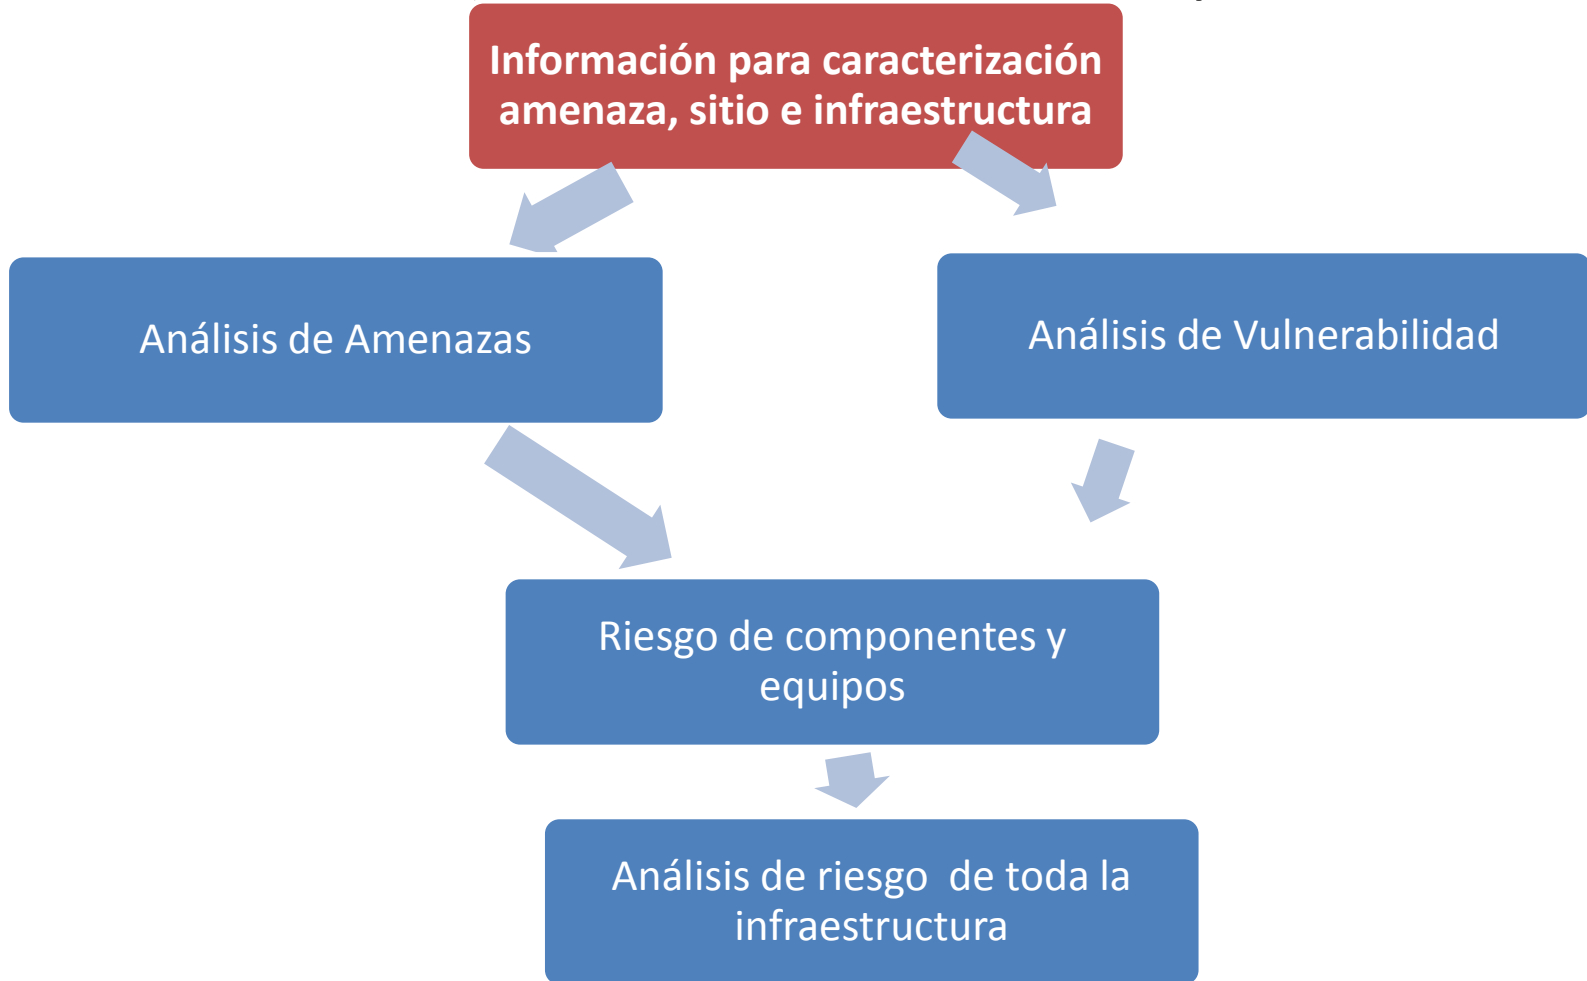 Información para caracterización
amenaza, sitio e infraestructura
Análisis de Amenazas
Análisis de Vulnerabilidad
Riesgo de componentes y
equipos
Análisis de riesgo  de toda la
infraestructura